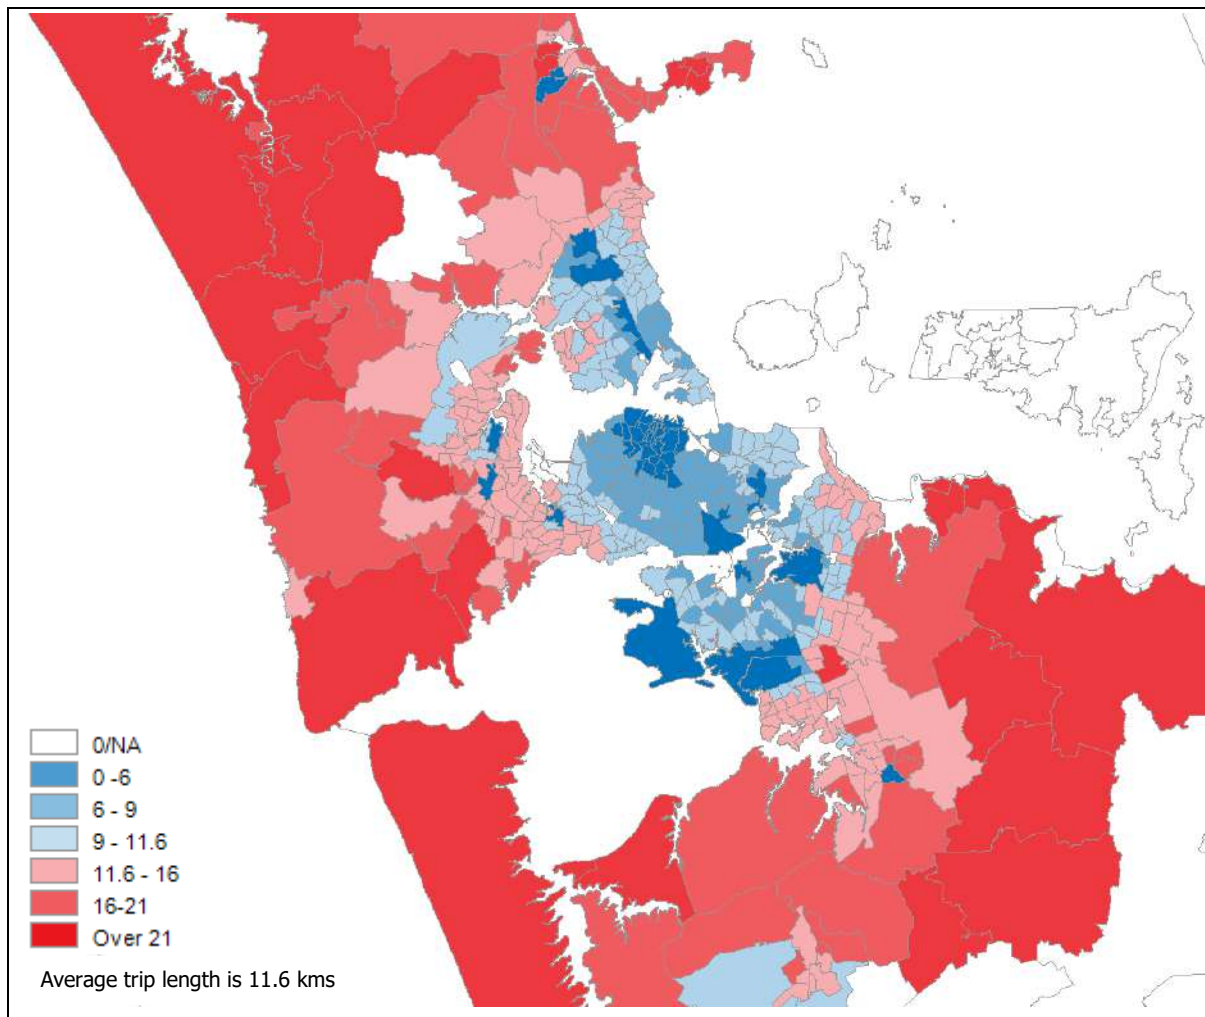 0/NA
0 -6
6 - 9
9 - 11.6
11.6 - 16
16-21
Over 21
Average trip length is 11.6 kms